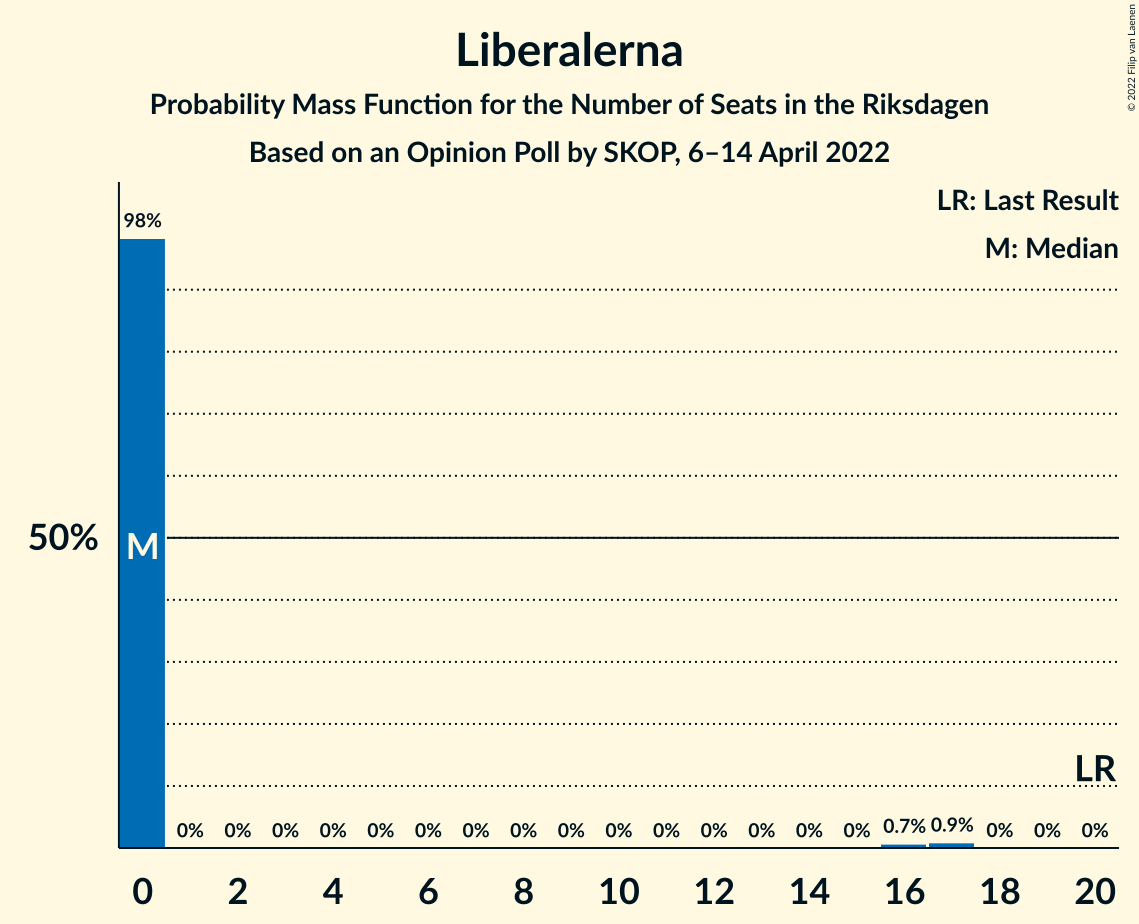 Liberalerna
Probability Mass Function for the Number of Seats in the Riksdagen
Based on an Opinion Poll by SKOP, 6–14 April 2022
© 2022 Filip van Laenen
LR: Last Result
M: Median
98%
50%
M
LR
0% 0% 0% 0% 0% 0% 0% 0% 0% 0% 0% 0% 0% 0% 0% 0.7% 0.9% 0% 0% 0%
0 2 4 6 8 10 12 14 16 18 20